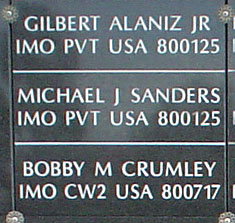 GILBERT ALANIZ JR
IMO PVT USA 800125
MICHAEL J SANDERS
IMO PVT USA 800125
BOBBY M CRUMLEY
IMO CW2 USA 800717